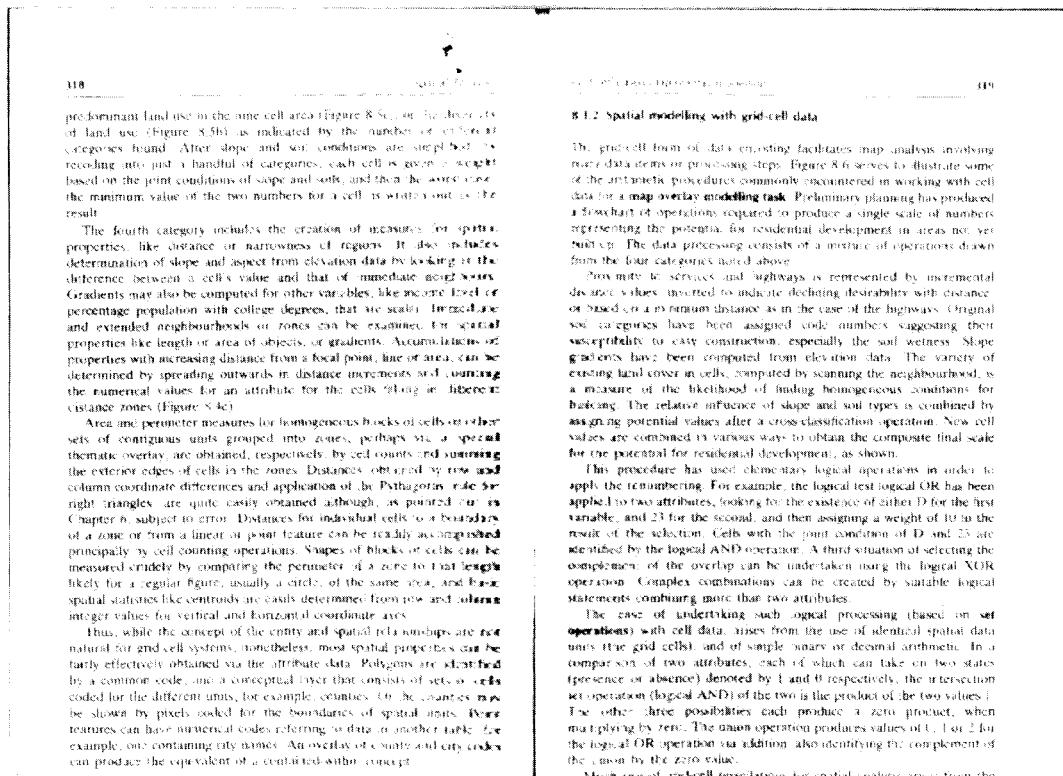 318
predominant land use in the nine cell area (Figure 8.5c), or the diversity
of land use (Figure 8.5b) as indicated by the number of different
categories found. After slope and soil conditions are simplified by
recoding into just a handful of categories, each cell is given a weight
based on the joint conditions of slope and soils, and then the worst case
the minimum value of the two numbers for a cell is written out as the
result
The fourth category includes the creation of measures for spatial
properties, like distance or narrowness of regions. It also includes
determination of slope and aspect from elevation data by looking at the
difference between a cell's value and that of immediate neighbours.
Gradients may also be computed for other variables, like income level or
percentage population with college degrees, that are scalar. Immediate
and extended neighbourhoods or zones can be examined for spatial
properties like length or area of objects, or gradients. Accumulations of
properties with increasing distance from a focal point, line or area, can be
determined by spreading outwards in distance increments and counting
the numerical values for an attribute for the cells falling in different
distance zones (Figure 8.4c)
Area and perimeter measures for homogeneous blocks of cells or other
sets of contiguous units grouped into zones, perhaps via a special
thematic overlay, are obtained, respectively, by cell counts and summing
the exterior edges of cells in the zones. Distances, obtained by row and
column coordinate differences and application of the Pythagoras rule for
right triangles are quite easily obtained although, as pointed out in
Chapter 6, subject to error. Distances for individual cells to a boundary
of a zone or from a linear or point feature can be readily accomplished
principally by cell counting operations. Shapes of blocks of cells can be
measured crudely by comparing the perimeter of a zone to that length
likely for a regular figure, usually a circle, of the same area, and basic
spatial statistics like centroids are easily determined from row and column
integer values for vertical and horizontal coordinate axes
Thus, while the concept of the entity and spatial relationships are not
natural for grid cell systems, nonetheless, most spatial properties can be
fairly effectively obtained via the attribute data. Polygons are identified
by a common code, and a conceptual layer that consists of sets of cells
coded for the different units, for example, counties. Or the counties may
be shown by pixels coded for the boundaries of spatial units. Point
features can have numerical codes referring to data in another table, for
example, one containing city names. An overlay of county and city codes
can produce the equivalent of a contained-within concept
319
8.1.2 Spatial modelling with grid-cell data
The grid-cell form of data encoding facilitates map analysis involving
many data items or processing steps. Figure 8.6 serves to illustrate some
of the arithmetic procedures commonly encountered in working with cell
data for a map overlay modelling task. Preliminary planning has produced
a flowchart of operations required to produce a single scale of numbers
representing the potential for residential development in areas not yet
built up. The data processing consists of a mixture of operations drawn
from the four categories noted above
Proximity to services and highways is represented by incremental
distance values, inverted to indicate declining desirability with distance,
or based on a minimum distance as in the case of the highways. Original
soil categories have been assigned code numbers suggesting their
susceptibility to easy construction, especially the soil wetness. Slope
gradients have been computed from elevation data. The variety of
existing land cover in cells, computed by scanning the neighbourhood, is
a measure of the likelihood of finding homogeneous conditions for
building. The relative influence of slope and soil types is combined by
assigning potential values after a cross-classification operation. New cell
values are combined in various ways to obtain the composite final scale
for the potential for residential development, as shown.
This procedure has used elementary logical operations in order to
apply the renumbering. For example, the logical test logical OR has been
applied to two attributes, looking for the existence of either D for the first
variable, and 23 for the second, and then assigning a weight of 10 to the
result of the selection. Cells with the joint condition of D and 23 are
identified by the logical AND operation. A third situation of selecting the
complement of the overlap can be undertaken using the logical XOR
operation. Complex combinations can be created by suitable logical
statements combining more than two attributes.
The ease of undertaking such logical processing (based on set
operations) with cell data, arises from the use of identical spatial data
units (the grid cells), and of simple binary or decimal arithmetic. In a
comparison of two attributes, each of which can take on two states
(presence or absence) denoted by 1 and 0 respectively, the intersection
set operation (logical AND) of the two is the product of the two values 1
The other three possibilities each produce a zero product, when
multiplying by zero. The union operation produces values of 0, 1 or 2 for
the logical OR operation via addition, also identifying the complement of
the union by the zero value.